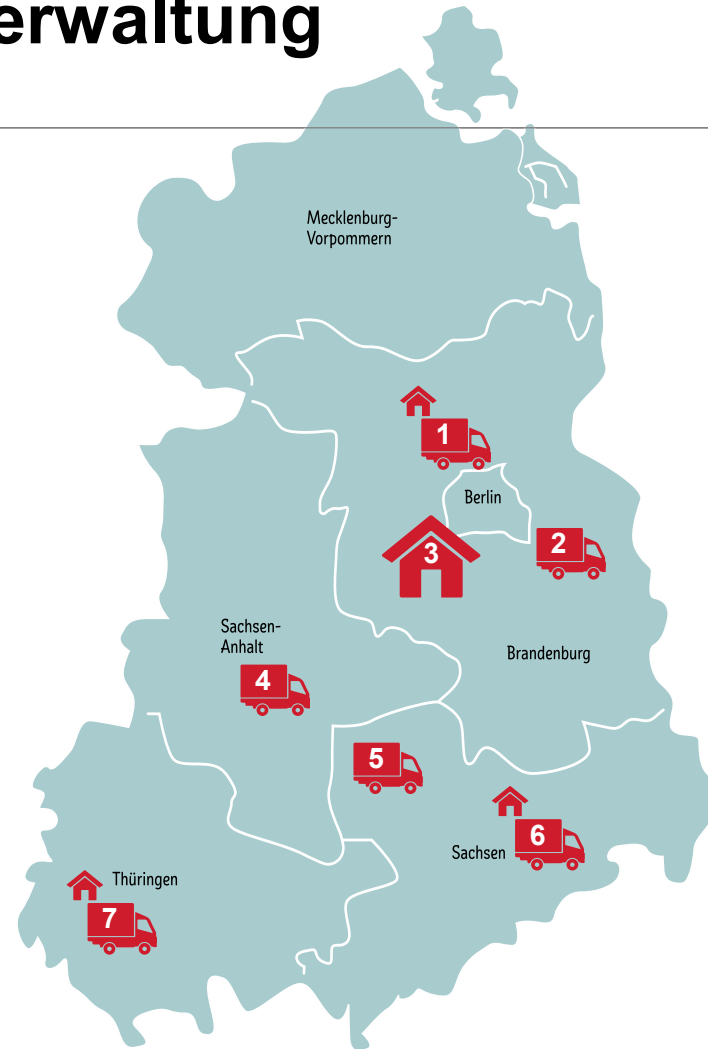 erwaltung
Mecklenburg-
Vorpommern
1
Berlin
2
3
Sachsen-
Anhalt
Brandenburg
4
5
6
Sachsen
Thüringen
7